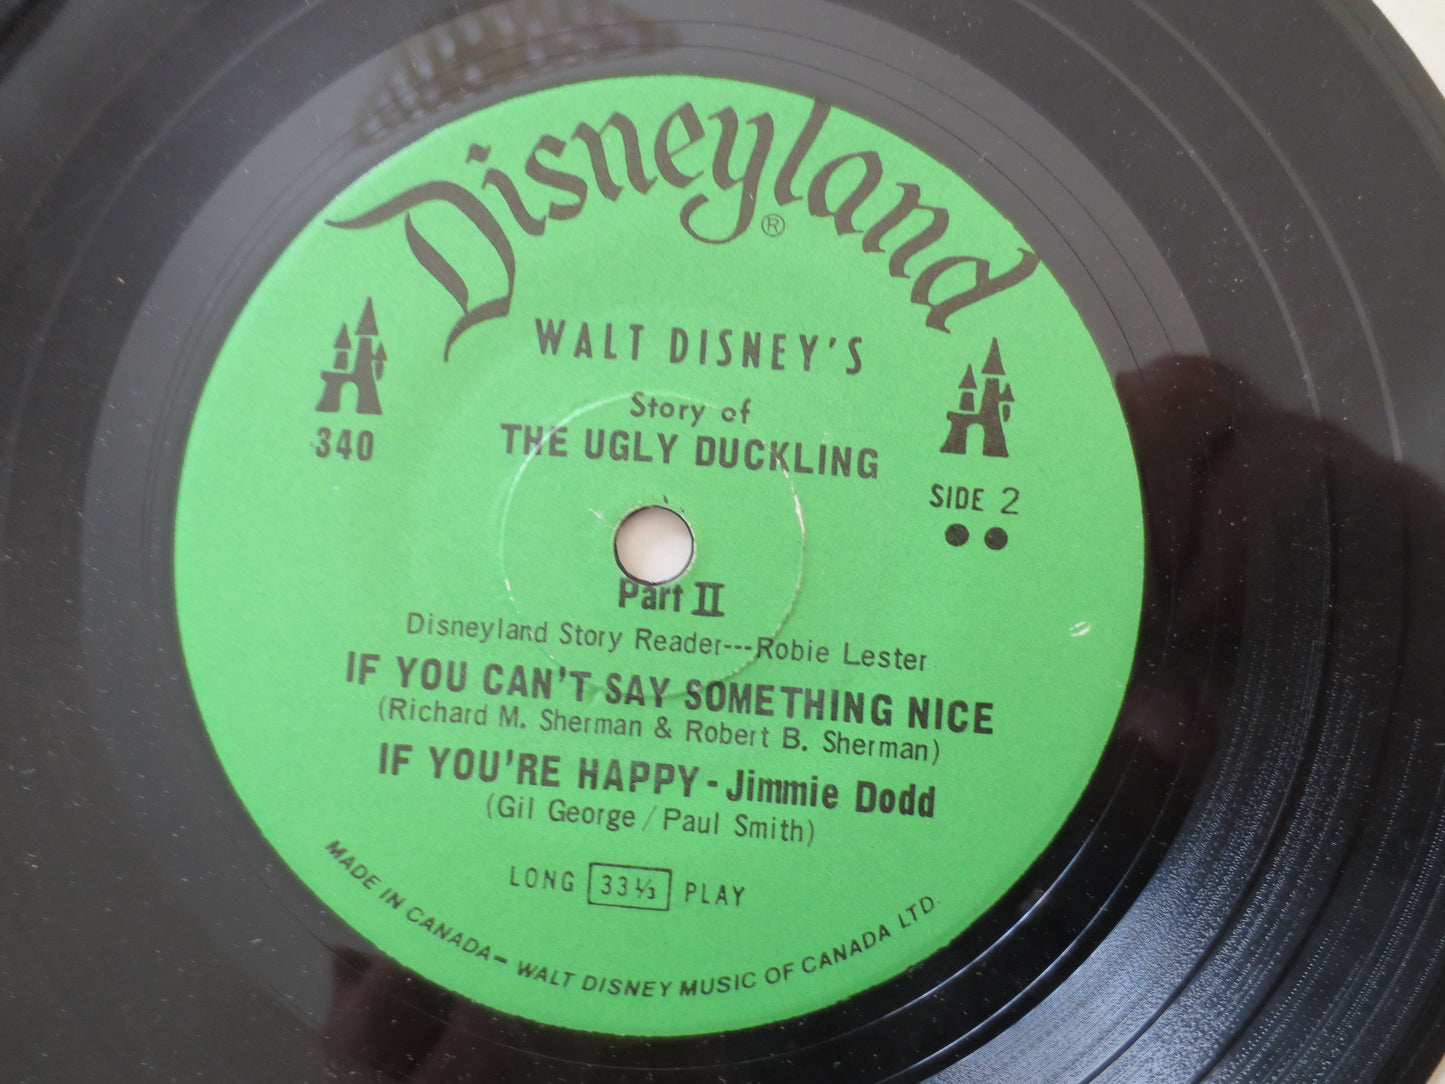 Disneyland ®
WALT DISNEY'S
Story of
THE UGLY DUCKLING
340
SIDE 2
Part II
Disneyland Story Reader---Robie Lester
IF YOU CAN'T SAY SOMETHING NICE
(Richard M. Sherman & Robert B. Sherman)
IF YOU'RE HAPPY - Jimmie Dodd
(Gil George/Paul Smith)
LONG 33⅓ PLAY
MADE IN CANADA- WALT DISNEY MUSIC OF CANADA LTD.